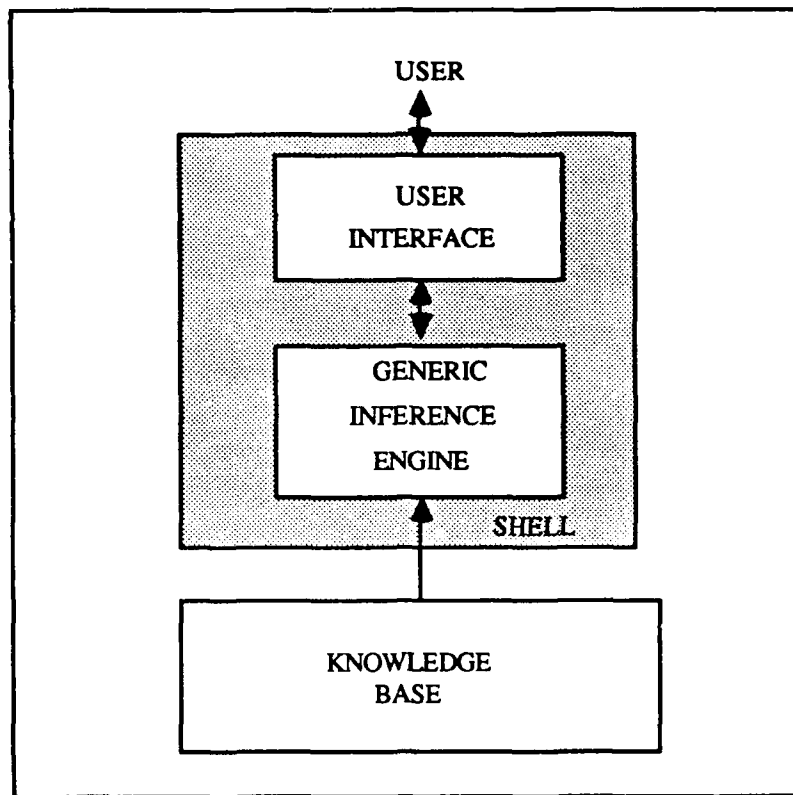 USER
USER
INTERFACE
GENERIC
INFERENCE
ENGINE
SHELL
KNOWLEDGE
BASE